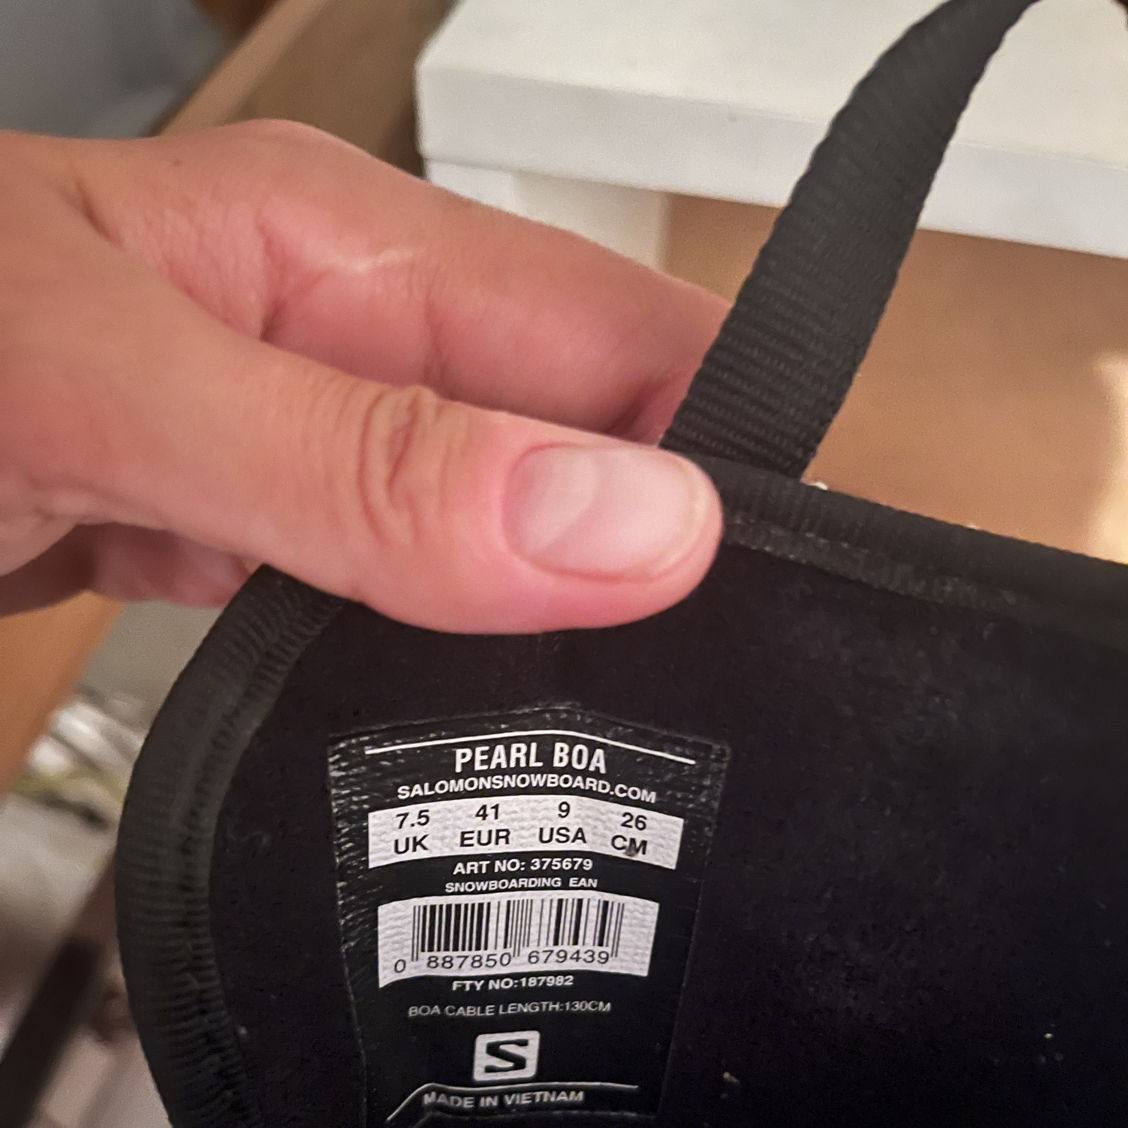 PEARL BOA
SALOMONSNOWBOARD.COM
7.5 41 9 26
UK EUR USA CM
ART NO: 375679
SNOWBOARDING EAN
0 887850 679439
FTY NO:187982
BOA CABLE LENGTH:130CM
S
MADE IN VIETNAM